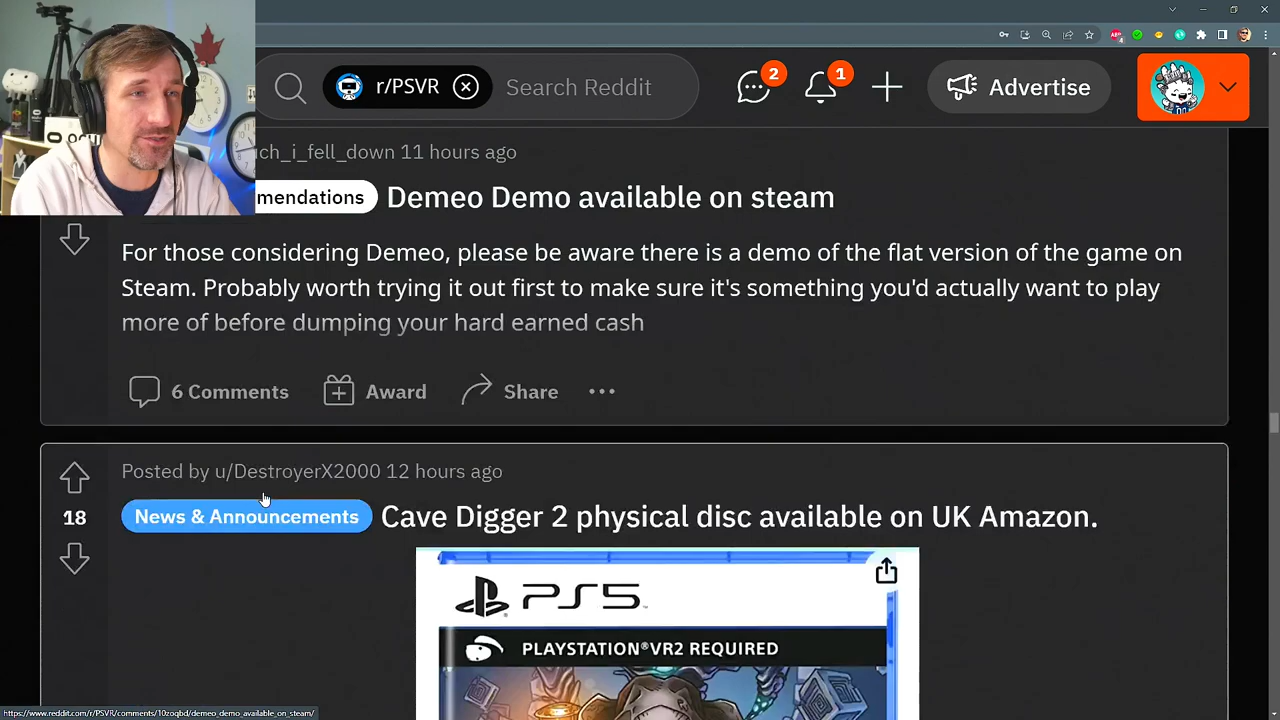 r/PSVR
Search Reddit
2
1
Advertise
ch_i_fell_down 11 hours ago
mendations
Demeo Demo available on steam
For those considering Demeo, please be aware there is a demo of the flat version of the game on
Steam. Probably worth trying it out first to make sure it's something you'd actually want to play
more of before dumping your hard earned cash
6 Comments
Award
Share
Posted by u/DestroyerX2000 12 hours ago
18
News & Announcements
Cave Digger 2 physical disc available on UK Amazon.
PS5
PLAYSTATION®VR2 REQUIRED
https://www.reddit.com/r/PSVR/comments/10zoqbd/demeo_demo_available_on_steam/